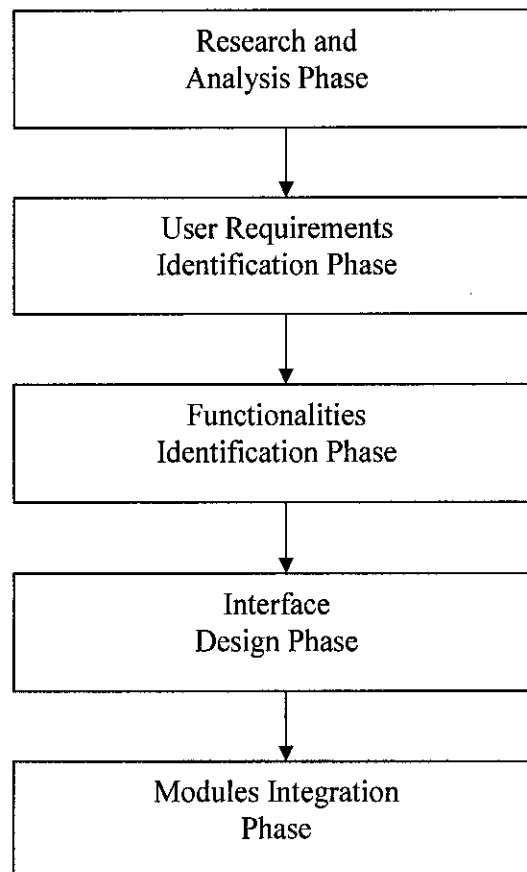 Research and
Analysis Phase
User Requirements
Identification Phase
Functionalities
Identification Phase
Interface
Design Phase
Modules Integration
Phase